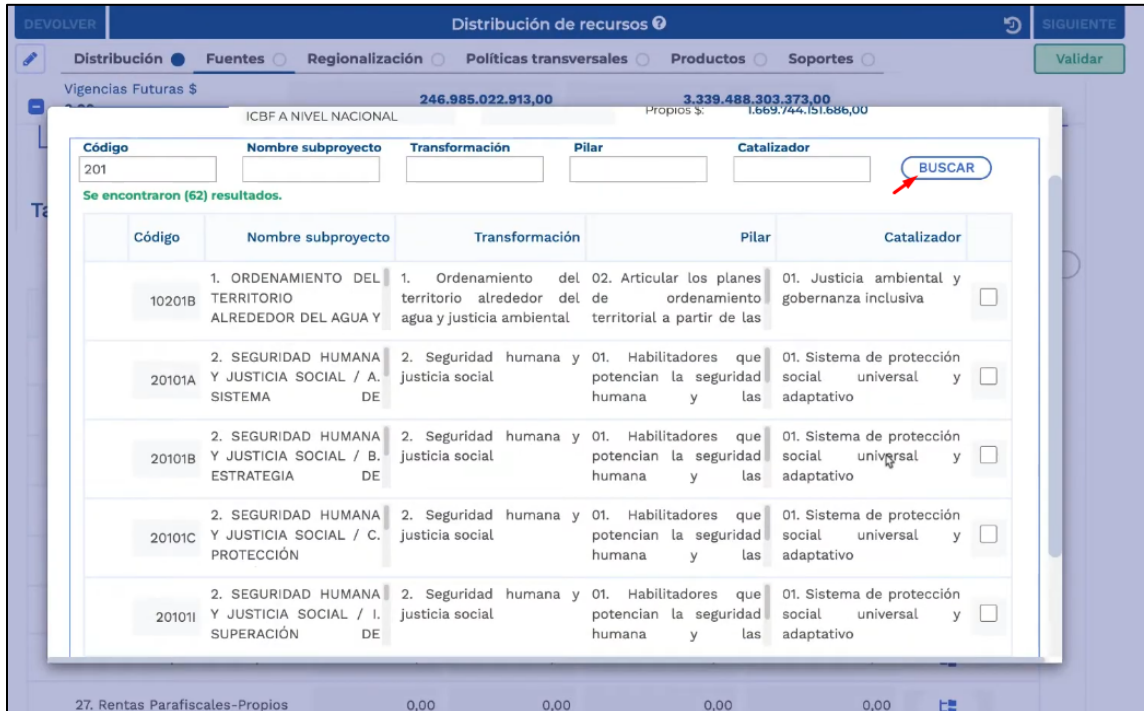 DEVOLVER
Distribución de recursos ?
SIGUIENTE
Distribución Fuentes Regionalización Políticas transversales Productos Soportes
Validar
Vigencias Futuras $
246.985.022.913,00 3.339.488.303.373,00
ICBF A NIVEL NACIONAL
Propios $: 1.669.744.151.686,00
Código Nombre subproyecto Transformación Pilar Catalizador
201
BUSCAR
Se encontraron (62) resultados.
Código Nombre subproyecto Transformación Pilar Catalizador
10201B
1. ORDENAMIENTO DEL
TERRITORIO
ALREDEDOR DEL AGUA Y
1. Ordenamiento del
territorio alrededor del
agua y justicia ambiental
02. Articular los planes
de ordenamiento
territorial a partir de las
01. Justicia ambiental y
gobernanza inclusiva
20101A
2. SEGURIDAD HUMANA
Y JUSTICIA SOCIAL / A.
SISTEMA DE
2. Seguridad humana y
justicia social
01. Habilitadores que
potencian la seguridad
humana y las
01. Sistema de protección
social universal y
adaptativo
20101B
2. SEGURIDAD HUMANA
Y JUSTICIA SOCIAL / B.
ESTRATEGIA DE
2. Seguridad humana y
justicia social
01. Habilitadores que
potencian la seguridad
humana y las
01. Sistema de protección
social universal y
adaptativo
20101C
2. SEGURIDAD HUMANA
Y JUSTICIA SOCIAL / C.
PROTECCIÓN
2. Seguridad humana y
justicia social
01. Habilitadores que
potencian la seguridad
humana y las
01. Sistema de protección
social universal y
adaptativo
20101I
2. SEGURIDAD HUMANA
Y JUSTICIA SOCIAL / I.
SUPERACIÓN DE
2. Seguridad humana y
justicia social
01. Habilitadores que
potencian la seguridad
humana y las
01. Sistema de protección
social universal y
adaptativo
27. Rentas Parafiscales-Propios 0,00 0,00 0,00 0,00